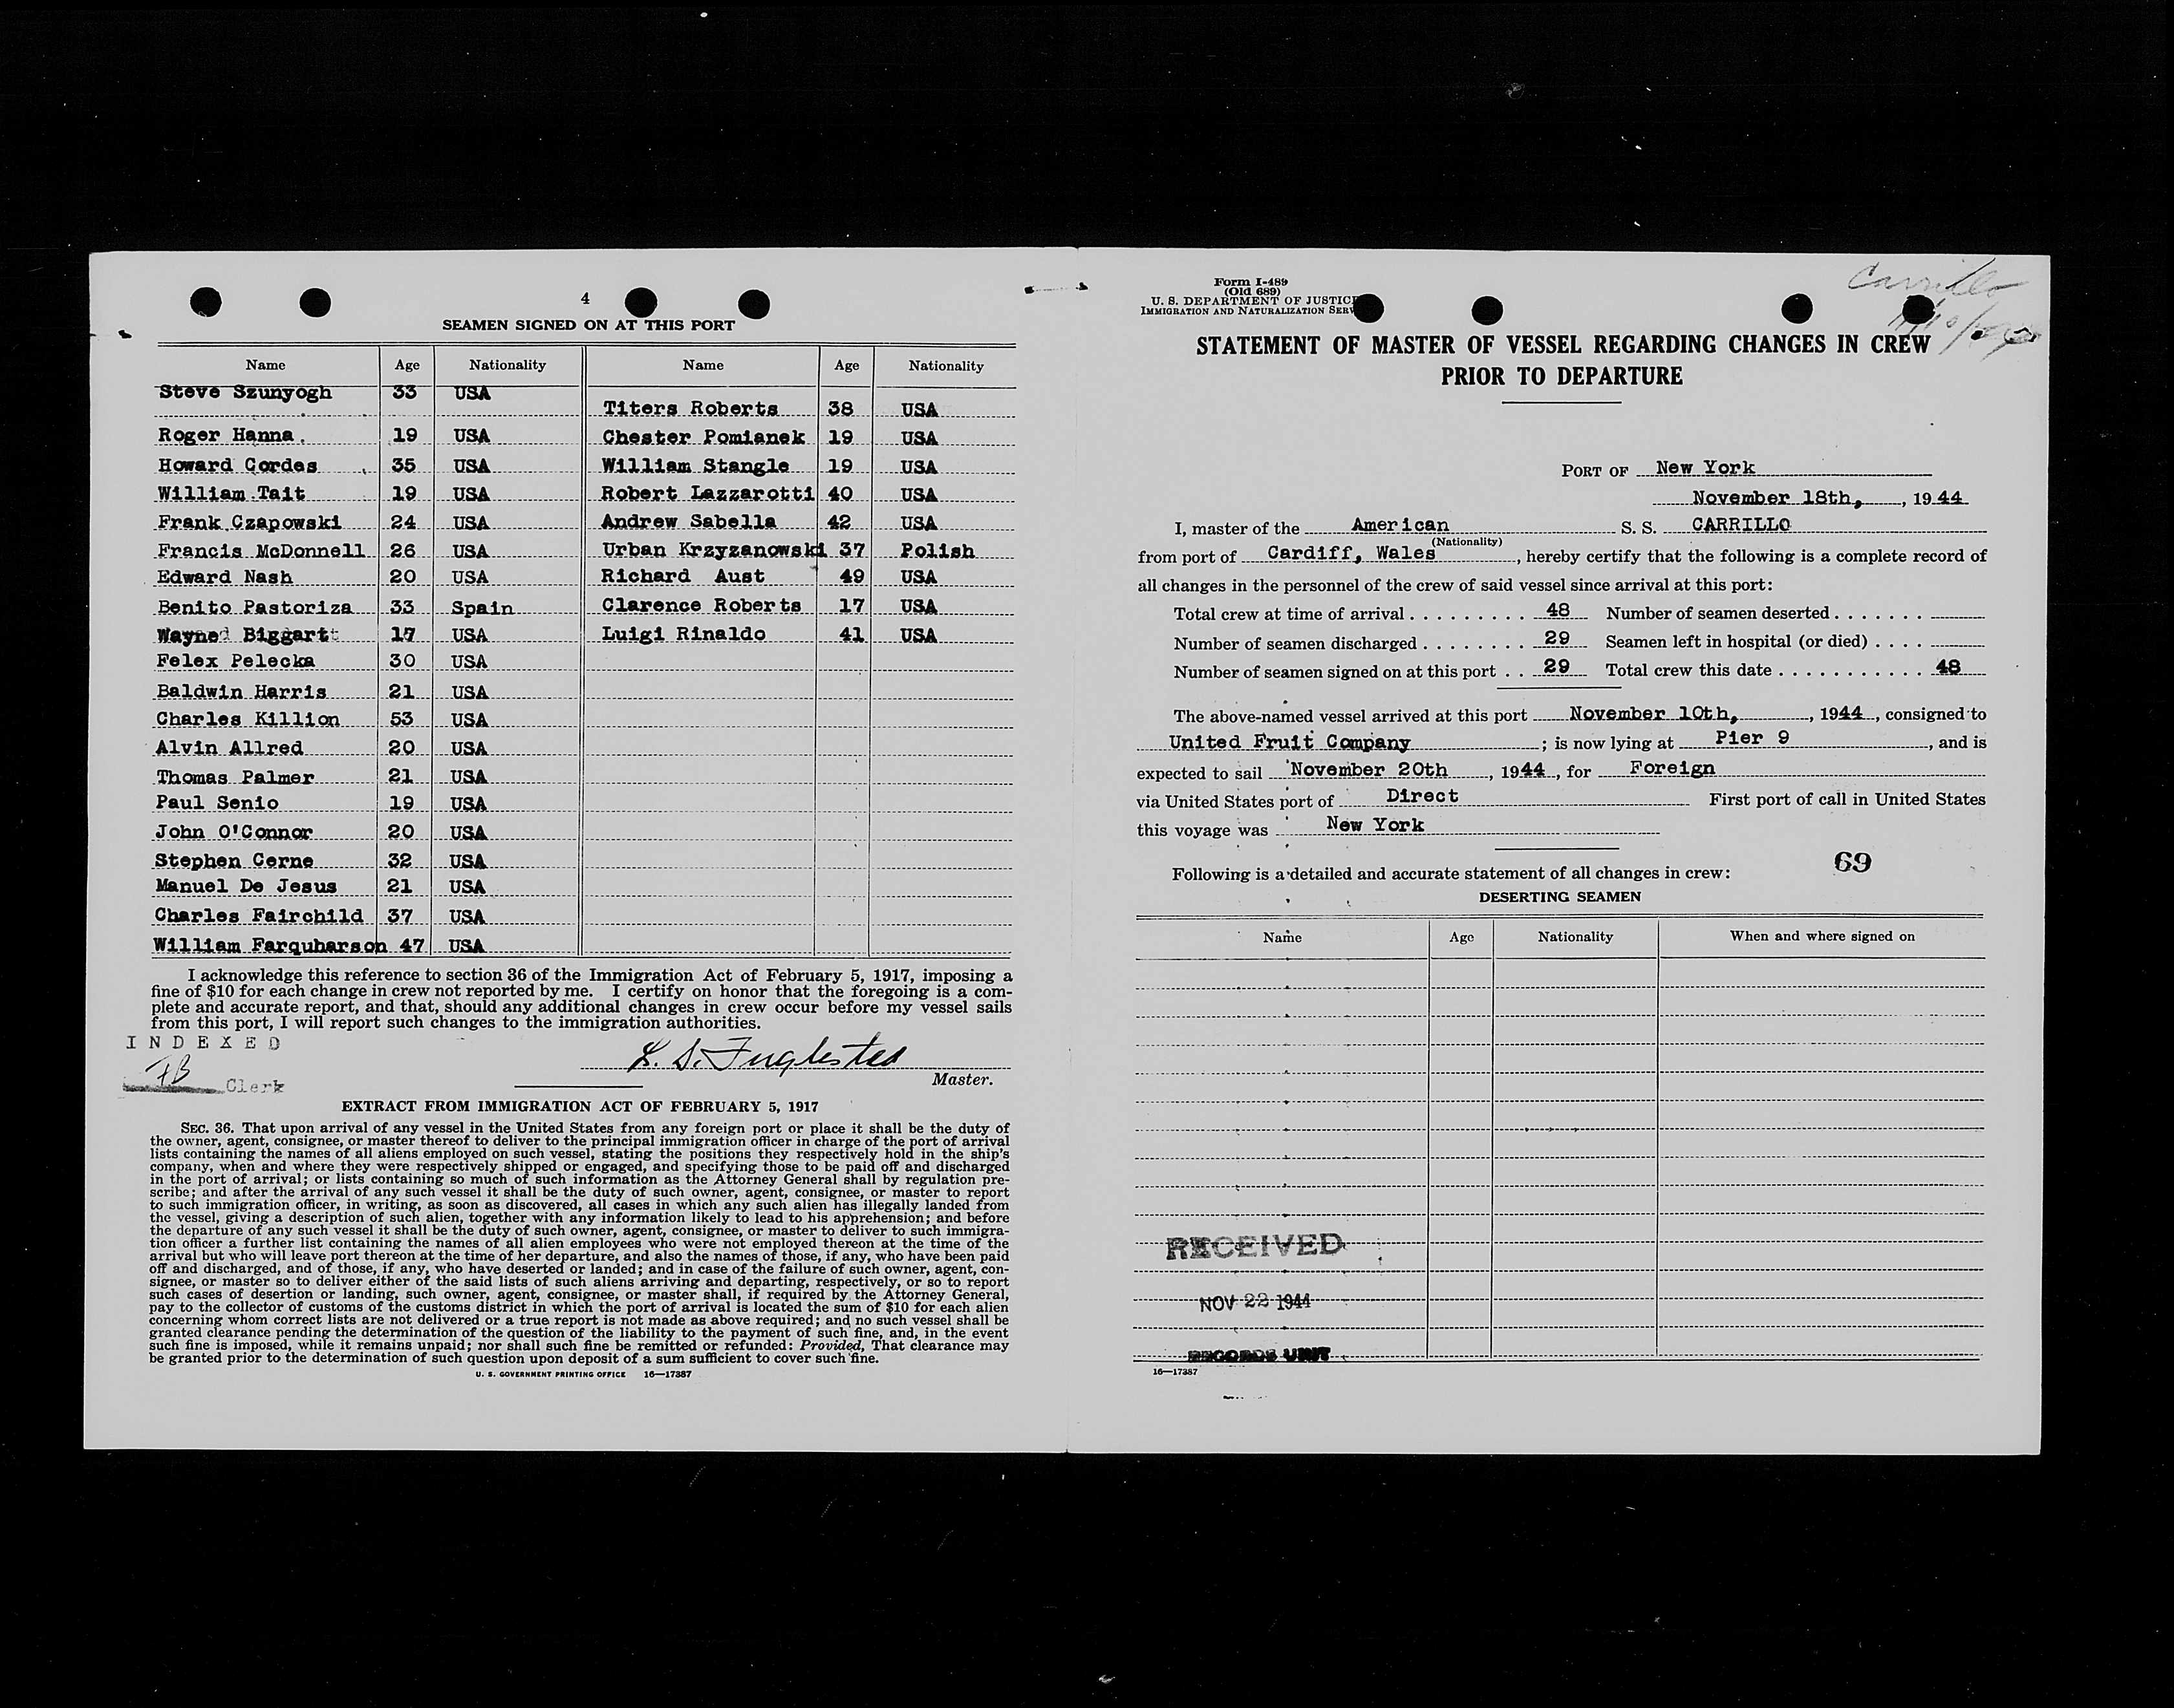 4
SEAMEN SIGNED ON AT THIS PORT
Name Age Nationality Name Age Nationality
Steve Szunyogh 33 USA
Titers Roberts 38 USA
Roger Hanna 19 USA Chester Pomianek 19 USA
Howard Cordes 35 USA William Stangle 19 USA
William Tait 19 USA Robert Lazzarotti 40 USA
Frank Czapowski 24 USA Andrew Sabella 42 USA
Francis McDonnell 26 USA Urban Krzyzanowski 37 Polish
Edward Nash 20 USA Richard Aust 49 USA
Benito Pastoriza 33 Spain Clarence Roberts 17 USA
Wayne Biggart 17 USA Luigi Rinaldo 41 USA
Felex Pelecka 30 USA
Baldwin Harris 21 USA
Charles Killion 53 USA
Alvin Allred 20 USA
Thomas Palmer 21 USA
Paul Senio 19 USA
John O'Connor 20 USA
Stephen Cerne 32 USA
Manuel De Jesus 21 USA
Charles Fairchild 37 USA
William Farquharson 47 USA
I acknowledge this reference to section 36 of the Immigration Act of February 5, 1917, imposing a
fine of $10 for each change in crew not reported by me. I certify on honor that the foregoing is a com-
plete and accurate report, and that, should any additional changes in crew occur before my vessel sails
from this port, I will report such changes to the immigration authorities.
INDEXED
Clerk
Master.
EXTRACT FROM IMMIGRATION ACT OF FEBRUARY 5, 1917
SEC. 36. That upon arrival of any vessel in the United States from any foreign port or place it shall be the duty of
the owner, agent, consignee, or master thereof to deliver to the principal immigration officer in charge of the port of arrival
lists containing the names of all aliens employed on such vessel, stating the positions they respectively hold in the ship's
company, when and where they were respectively shipped or engaged, and specifying those to be paid off and discharged
in the port of arrival; or lists containing so much of such information as the Attorney General shall by regulation pre-
scribe; and after the arrival of any such vessel it shall be the duty of such owner, agent, consignee, or master to report
to such immigration officer, in writing, as soon as discovered, all cases in which any such alien has illegally landed from
the vessel, giving a description of such alien, together with any information likely to lead to his apprehension; and before
the departure of any such vessel it shall be the duty of such owner, agent, consignee, or master to deliver to such immigra-
tion officer a further list containing the names of all alien employees who were not employed thereon at the time of the
arrival but who will leave port thereon at the time of her departure, and also the names of those, if any, who have been paid
off and discharged, and of those, if any, who have deserted or landed; and in case of the failure of such owner, agent, con-
signee, or master so to deliver either of the said lists of such aliens arriving and departing, respectively, or so to report
such cases of desertion or landing, such owner, agent, consignee, or master shall, if required by the Attorney General,
pay to the collector of customs of the customs district in which the port of arrival is located the sum of $10 for each alien
concerning whom correct lists are not delivered or a true report is not made as above required; and no such vessel shall be
granted clearance pending the determination of the question of the liability to the payment of such fine, and, in the event
such fine is imposed, while it remains unpaid; nor shall such fine be remitted or refunded: Provided, That clearance may
be granted prior to the determination of such question upon deposit of a sum sufficient to cover such fine.
U. S. GOVERNMENT PRINTING OFFICE 16—17387
Form I-489
(Old 689)
U. S. DEPARTMENT OF JUSTICE
IMMIGRATION AND NATURALIZATION SERV
Carrillo
STATEMENT OF MASTER OF VESSEL REGARDING CHANGES IN CREW
PRIOR TO DEPARTURE
PORT OF New York
November 18th, , 1944
I, master of the American S. S. CARRILLO
(Nationality)
from port of Cardiff, Wales , hereby certify that the following is a complete record of
all changes in the personnel of the crew of said vessel since arrival at this port:
Total crew at time of arrival . . . . . . . . . 48 Number of seamen deserted . . . . . . .
Number of seamen discharged . . . . . . . . 29 Seamen left in hospital (or died) . . . .
Number of seamen signed on at this port . . 29 Total crew this date . . . . . . . . . . . 48
The above-named vessel arrived at this port November 10th, , 1944 , consigned to
United Fruit Company ; is now lying at Pier 9 , and is
expected to sail November 20th , 1944 , for Foreign
via United States port of Direct First port of call in United States
this voyage was New York
69
Following is a detailed and accurate statement of all changes in crew:
DESERTING SEAMEN
Name Age Nationality When and where signed on
RECEIVED
NOV 22 1944
RECORDS UNIT
16—17387